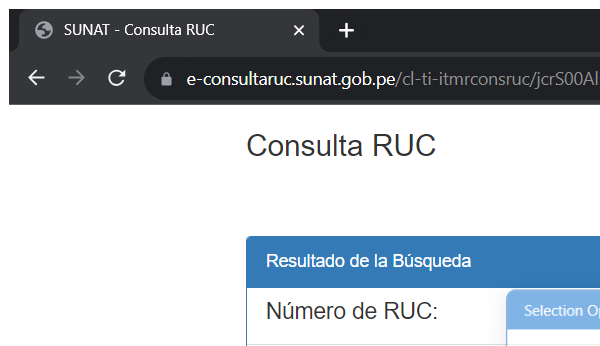 SUNAT - Consulta RUC
e-consultaruc.sunat.gob.pe/cl-ti-itmrconsruc/jcrS00Al
Consulta RUC
Resultado de la Búsqueda
Número de RUC:
Selection